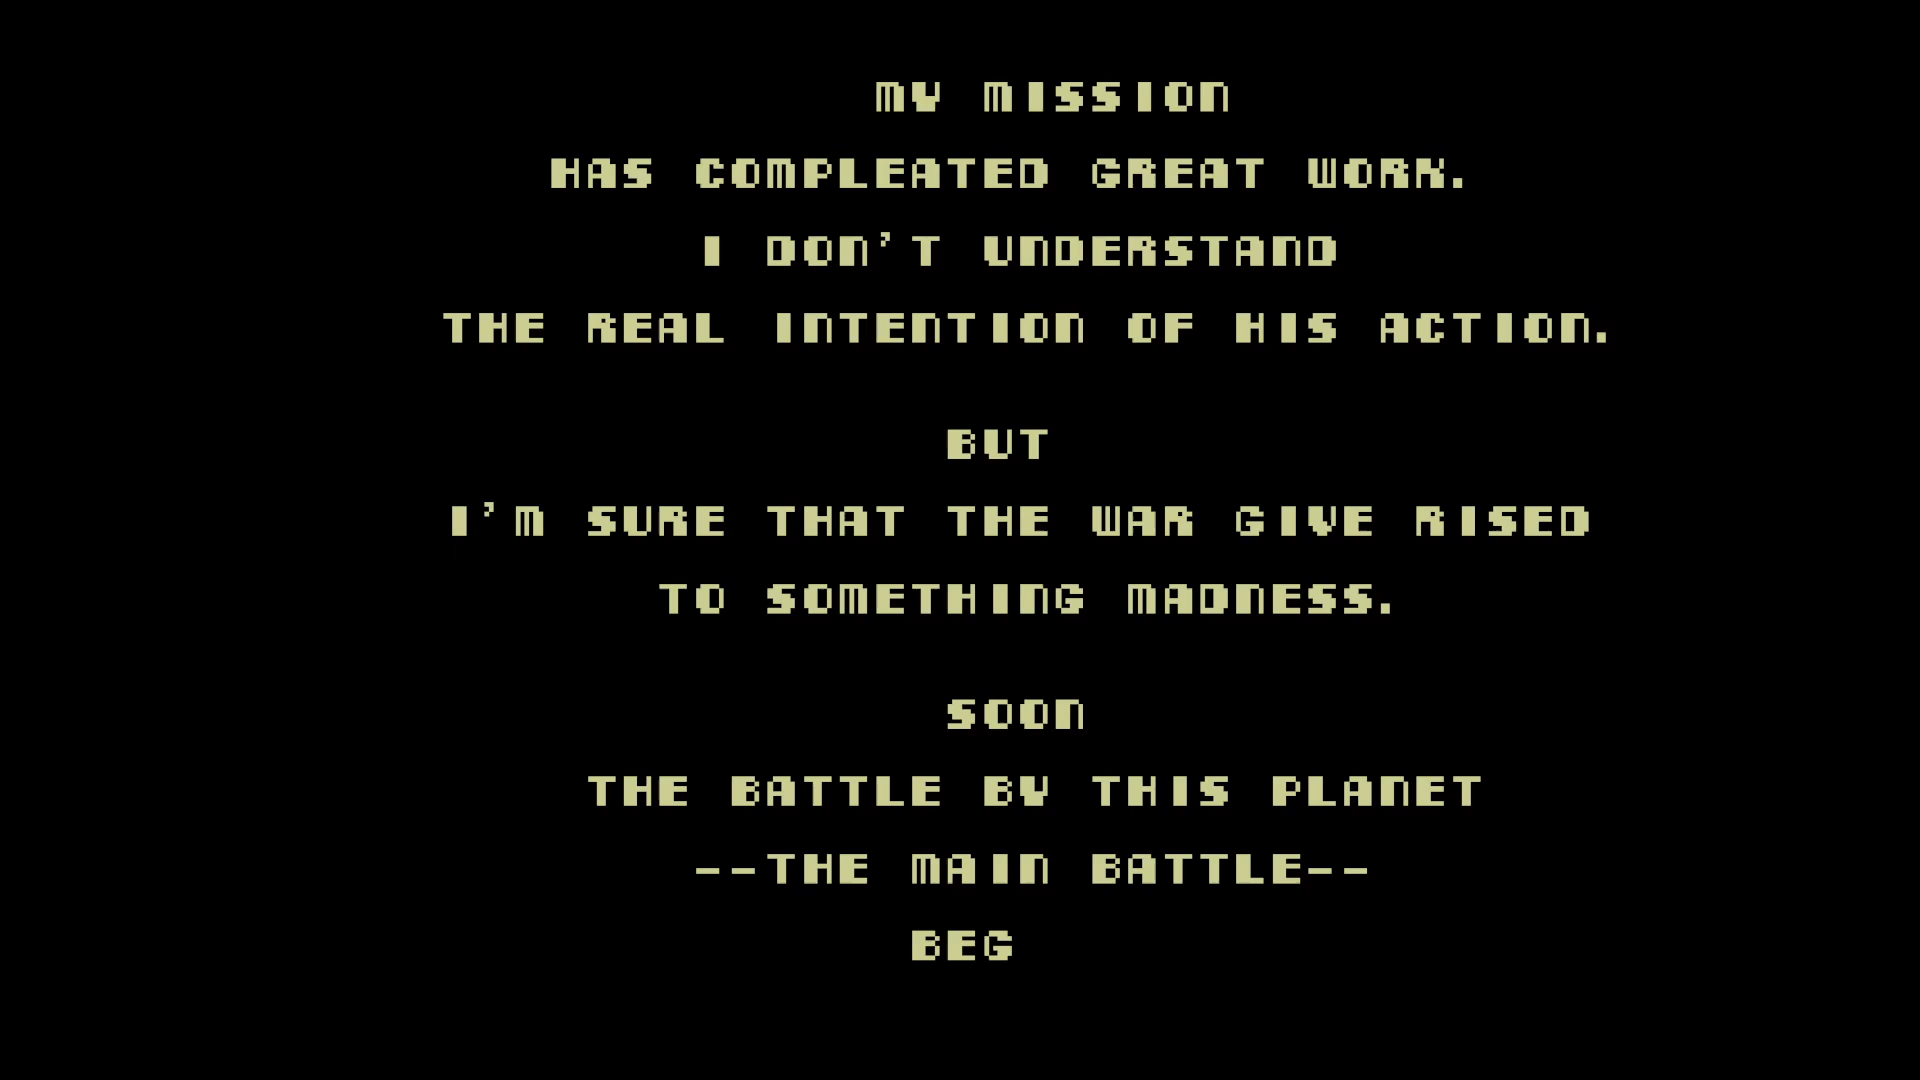 MY MISSION
HAS COMPLEATED GREAT WORK.
I DON'T UNDERSTAND
THE REAL INTENTION OF HIS ACTION.
BUT
I'M SURE THAT THE WAR GIVE RISED
TO SOMETHING MADNESS.
SOON
THE BATTLE BY THIS PLANET
--THE MAIN BATTLE--
BEG